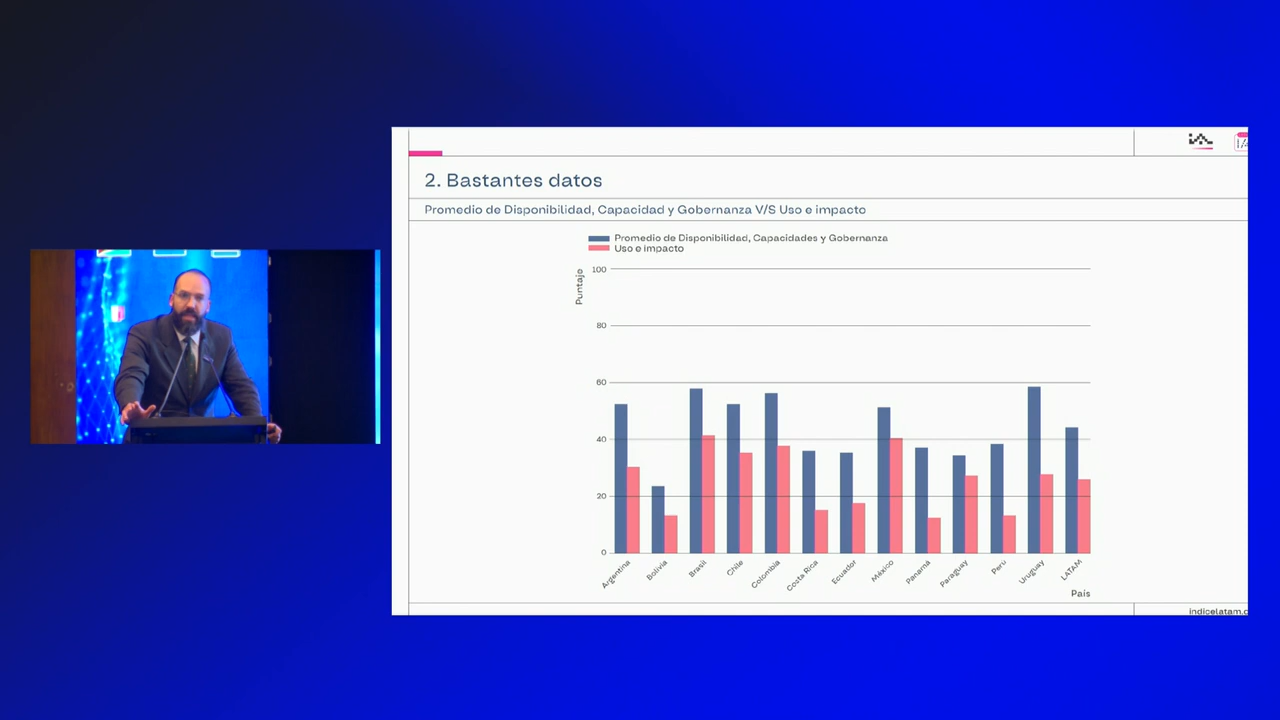 2. Bastantes datos
Promedio de Disponibilidad, Capacidad y Gobernanza V/S Uso e impacto
Promedio de Disponibilidad, Capacidades y Gobernanza
Uso e impacto
Puntaje
100
80
60
40
20
0
Argentina
Bolivia
Brasil
Chile
Colombia
Costa Rica
Ecuador
México
Panamá
Paraguay
Perú
Uruguay
LATAM
País
indicelatam.c